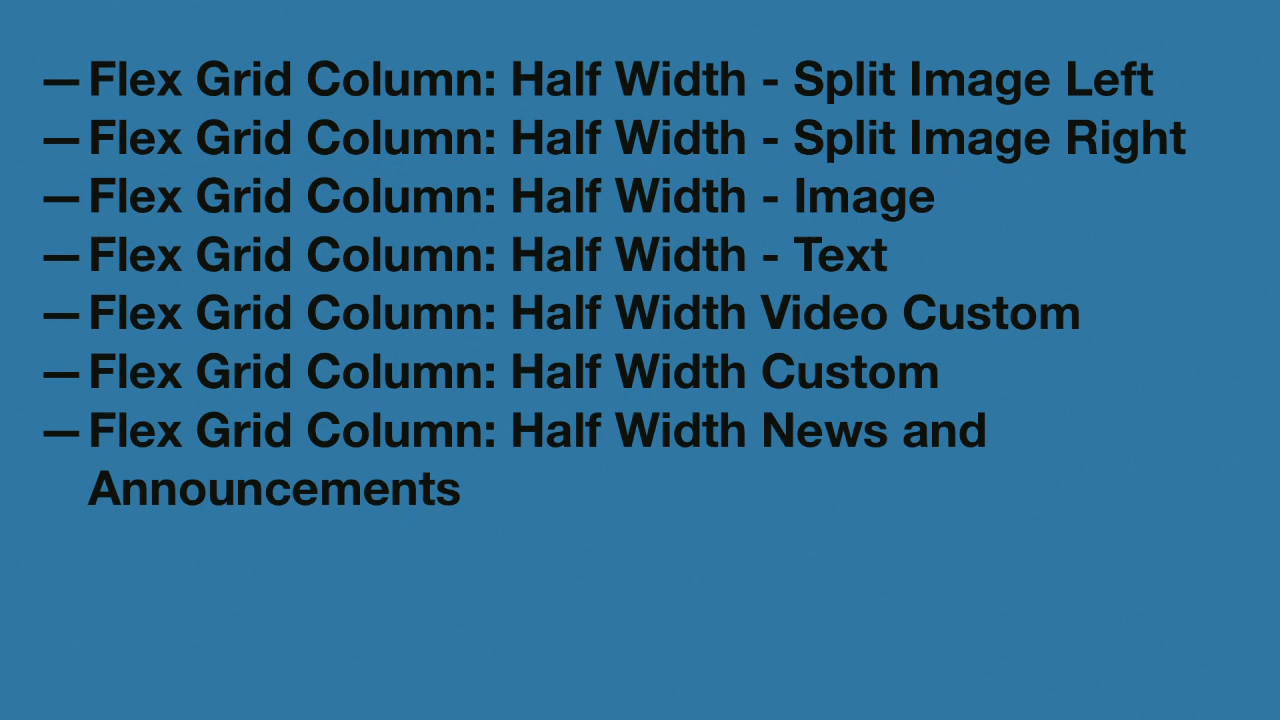 — Flex Grid Column: Half Width - Split Image Left
— Flex Grid Column: Half Width - Split Image Right
— Flex Grid Column: Half Width - Image
— Flex Grid Column: Half Width - Text
— Flex Grid Column: Half Width Video Custom
— Flex Grid Column: Half Width Custom
— Flex Grid Column: Half Width News and
Announcements